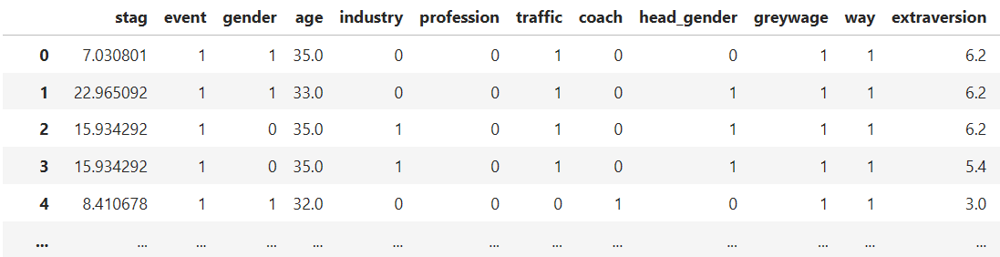 stag event gender age industry profession traffic coach head_gender greywage way extraversion
0 7.030801 1 1 35.0 0 0 1 0 0 1 1 6.2
1 22.965092 1 1 33.0 0 0 1 0 1 1 1 6.2
2 15.934292 1 0 35.0 1 0 1 0 1 1 1 6.2
3 15.934292 1 0 35.0 1 0 1 0 1 1 1 5.4
4 8.410678 1 1 32.0 0 0 0 1 0 1 1 3.0
... ... ... ... ... ... ... ... ... ... ... ... ...